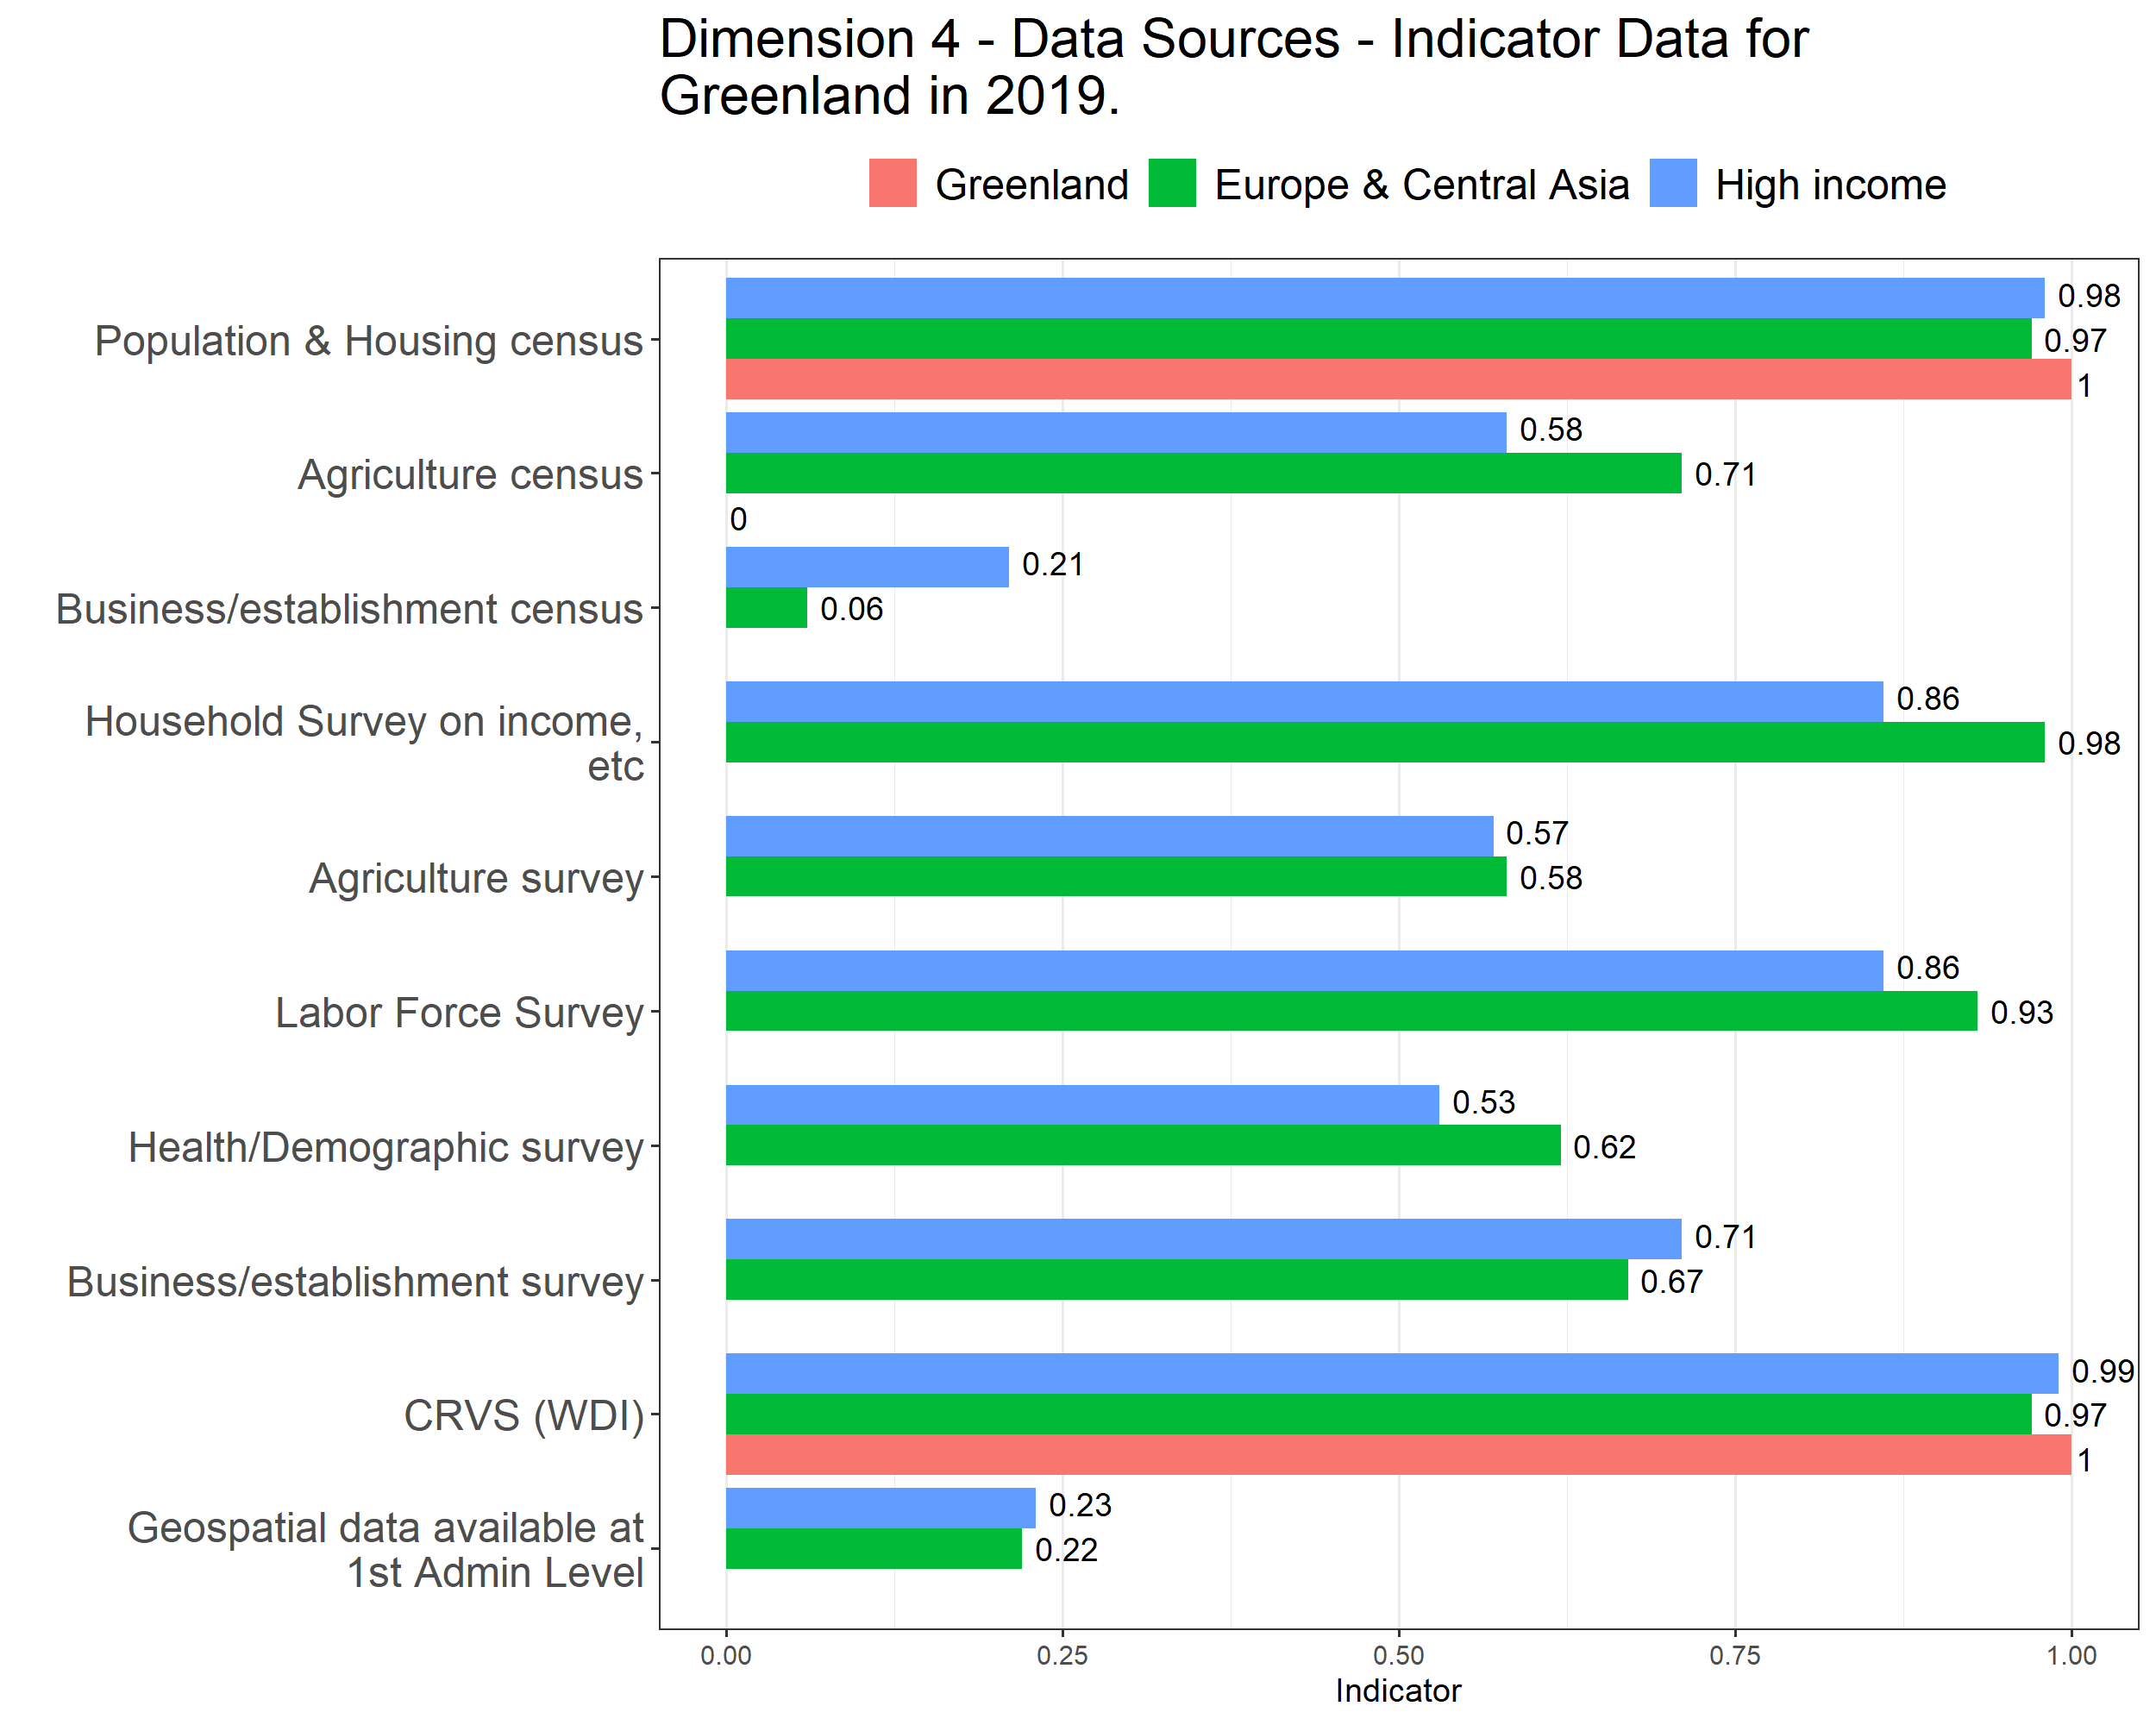 Dimension 4 - Data Sources - Indicator Data for
Greenland in 2019.
Greenland
Europe & Central Asia
High income
Population & Housing census
0.98
0.97
1
Agriculture census
0.58
0.71
0
Business/establishment census
0.21
0.06
Household Survey on income,
etc
0.86
0.98
Agriculture survey
0.57
0.58
Labor Force Survey
0.86
0.93
Health/Demographic survey
0.53
0.62
Business/establishment survey
0.71
0.67
CRVS (WDI)
0.99
0.97
1
Geospatial data available at
1st Admin Level
0.23
0.22
0.00
0.25
0.50
0.75
1.00
Indicator